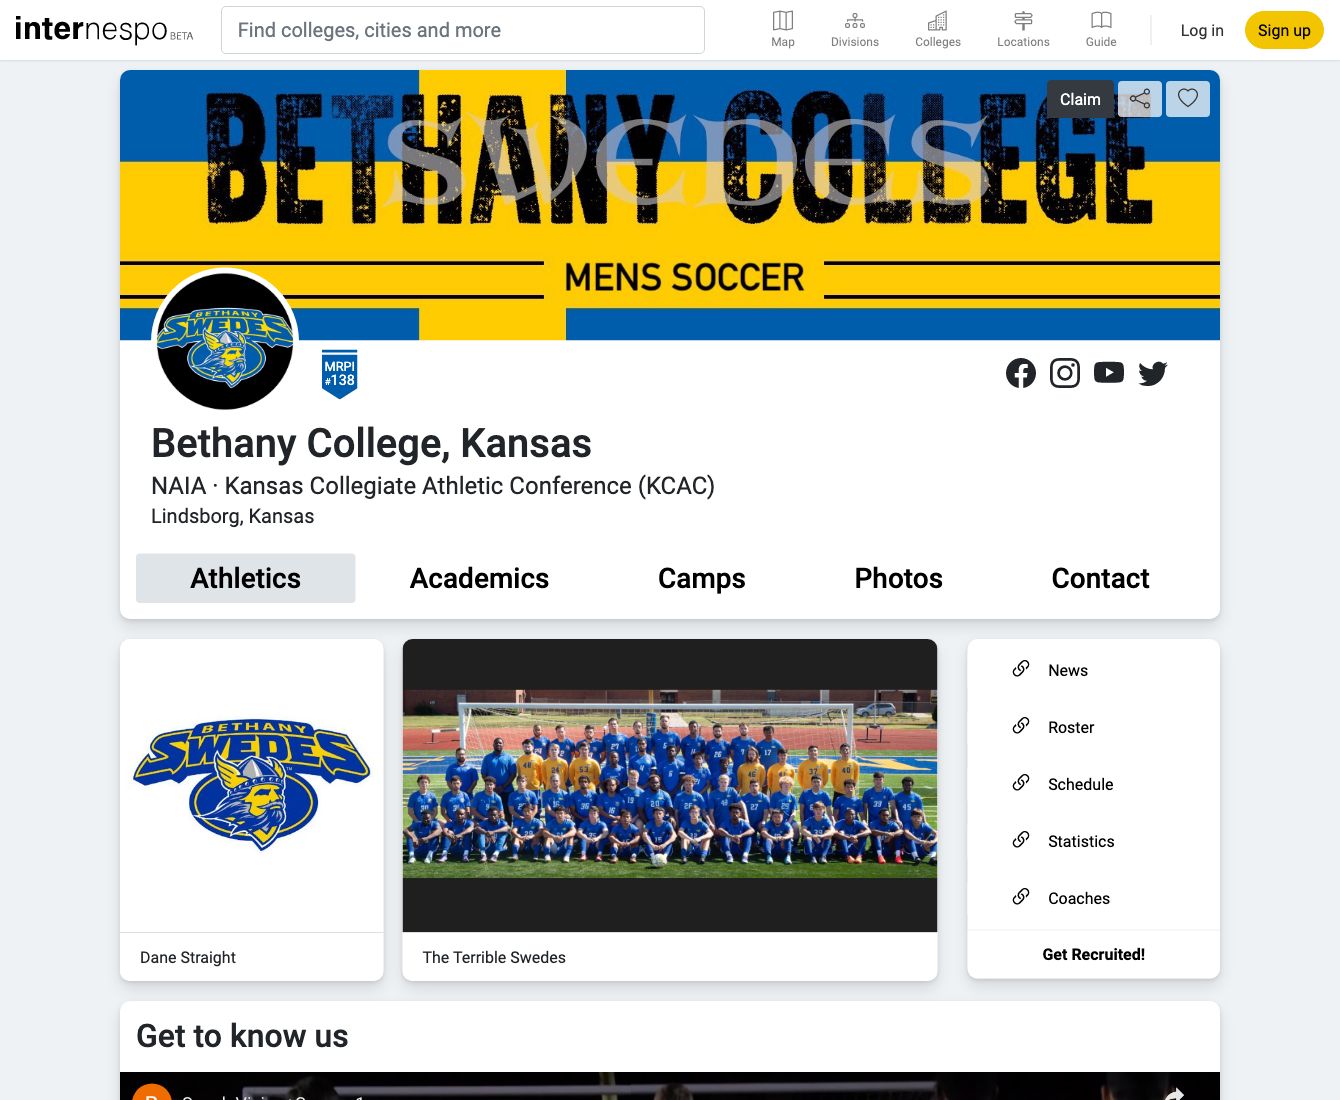 internespo BETA
Find colleges, cities and more
Map
Divisions
Colleges
Locations
Guide
Log in
Sign up
BETHANY COLLEGE
SWEDES
Claim
MENS SOCCER
BETHANY
SWEDES
MRPI
#138
Bethany College, Kansas
NAIA · Kansas Collegiate Athletic Conference (KCAC)
Lindsborg, Kansas
Athletics
Academics
Camps
Photos
Contact
BETHANY
SWEDES
Dane Straight
The Terrible Swedes
News
Roster
Schedule
Statistics
Coaches
Get Recruited!
Get to know us